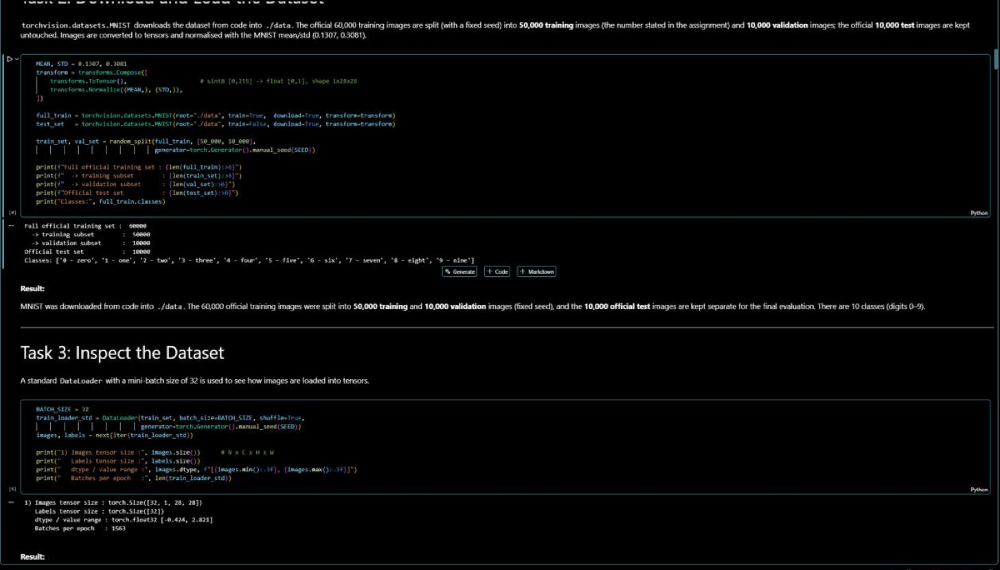 Task 2: Download and Load the Dataset
torchvision.datasets.MNIST downloads the dataset from code into ./data. The official 60,000 training images are split (with a fixed seed) into 50,000 training images (the number stated in the assignment) and 10,000 validation images; the official 10,000 test images are kept
untouched. Images are converted to tensors and normalised with the MNIST mean/std (0.1307, 0.3081).
MEAN, STD = 0.1307, 0.3081
transform = transforms.Compose([
transforms.ToTensor(), # uint8 [0,255] -> float [0,1], shape 1x28x28
transforms.Normalize((MEAN,), (STD,)),
])
full_train = torchvision.datasets.MNIST(root="./data", train=True, download=True, transform=transform)
test_set = torchvision.datasets.MNIST(root="./data", train=False, download=True, transform=transform)
train_set, val_set = random_split(full_train, [50_000, 10_000],
generator=torch.Generator().manual_seed(SEED))
print(f"Full official training set : {len(full_train):>6}")
print(f" -> training subset : {len(train_set):>6}")
print(f" -> validation subset : {len(val_set):>6}")
print(f"Official test set : {len(test_set):>6}")
print("Classes:", full_train.classes)
[4]
Python
Full official training set : 60000
-> training subset : 50000
-> validation subset : 10000
Official test set : 10000
Classes: ['0 - zero', '1 - one', '2 - two', '3 - three', '4 - four', '5 - five', '6 - six', '7 - seven', '8 - eight', '9 - nine']
Generate + Code + Markdown
Result:
MNIST was downloaded from code into ./data. The 60,000 official training images were split into 50,000 training and 10,000 validation images (fixed seed), and the 10,000 official test images are kept separate for the final evaluation. There are 10 classes (digits 0–9).
Task 3: Inspect the Dataset
A standard DataLoader with a mini-batch size of 32 is used to see how images are loaded into tensors.
BATCH_SIZE = 32
train_loader_std = DataLoader(train_set, batch_size=BATCH_SIZE, shuffle=True,
generator=torch.Generator().manual_seed(SEED))
images, labels = next(iter(train_loader_std))
print("1) Images tensor size :", images.size()) # N x C x H x W
print(" Labels tensor size :", labels.size())
print(" dtype / value range :", images.dtype, f"[{images.min():.3f}, {images.max():.3f}]")
print(" Batches per epoch :", len(train_loader_std))
[5]
Python
1) Images tensor size : torch.Size([32, 1, 28, 28])
Labels tensor size : torch.Size([32])
dtype / value range : torch.float32 [-0.424, 2.821]
Batches per epoch : 1563
Result: